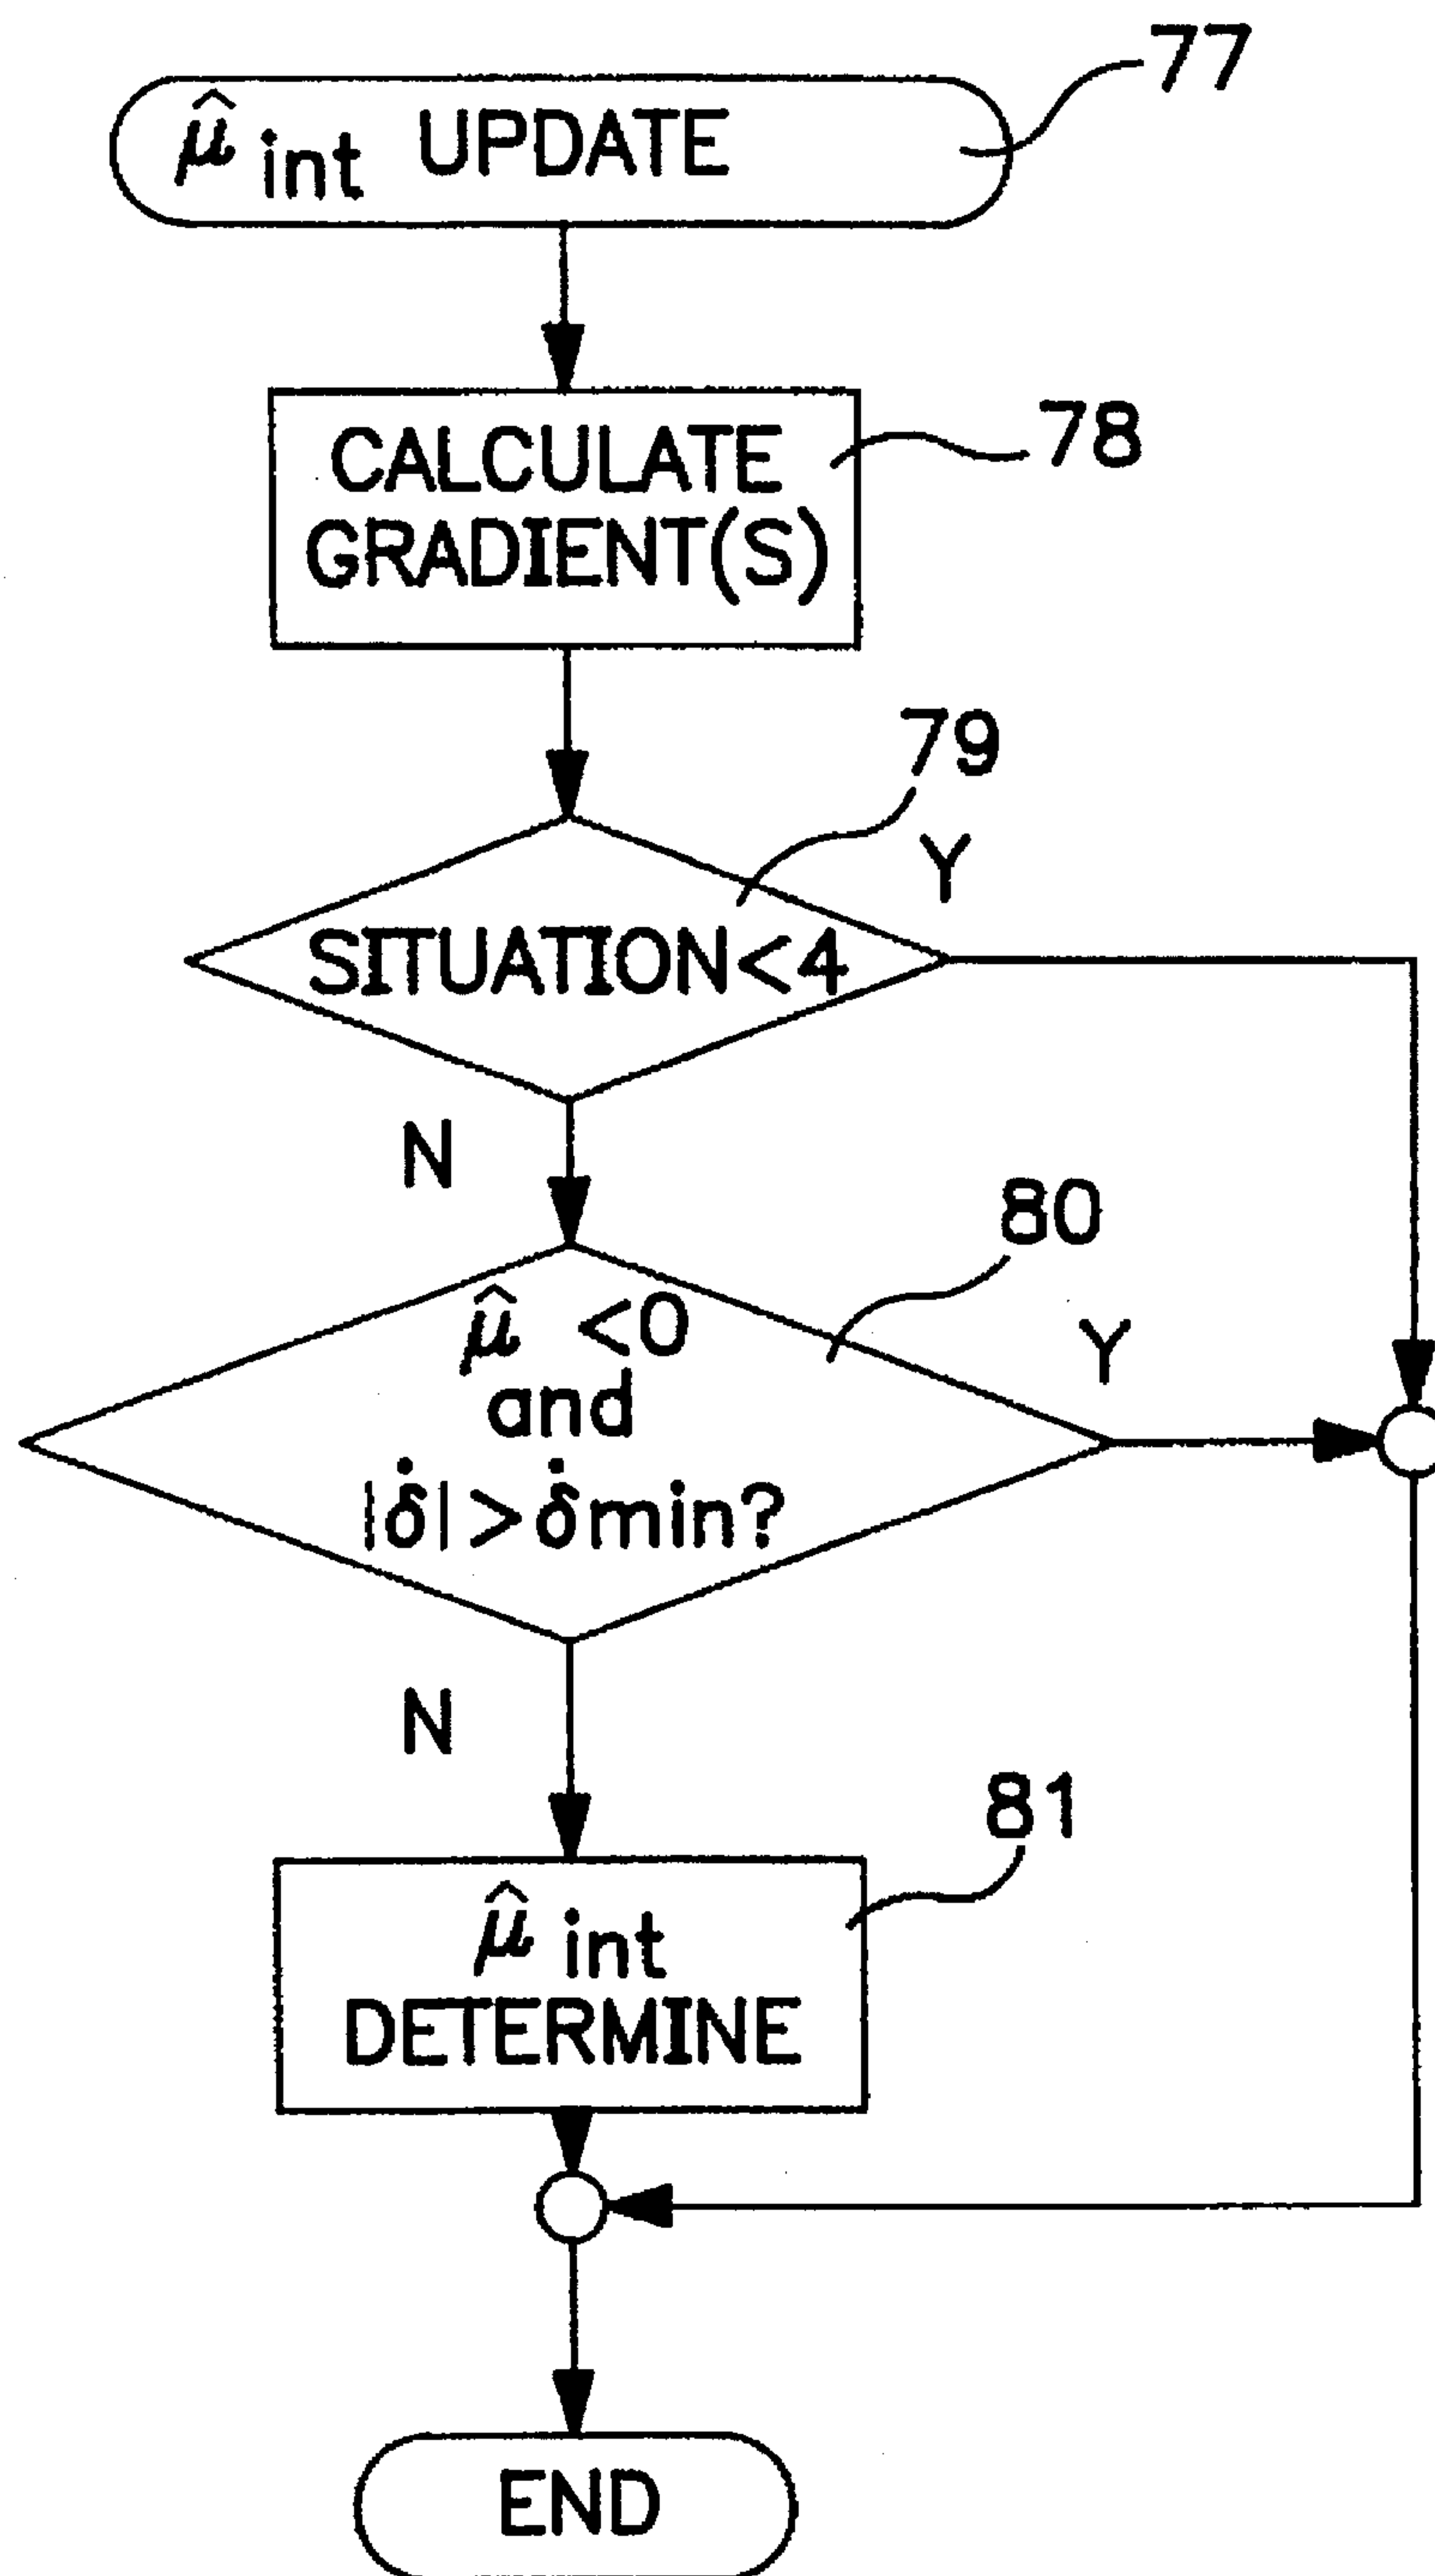 77
μ̂ int UPDATE
78
CALCULATE
GRADIENT(S)
79
Y
SITUATION<4
N
80
μ̂ <0
Y
and
|δ̇|>δ̇min?
N
81
μ̂ int
DETERMINE
END